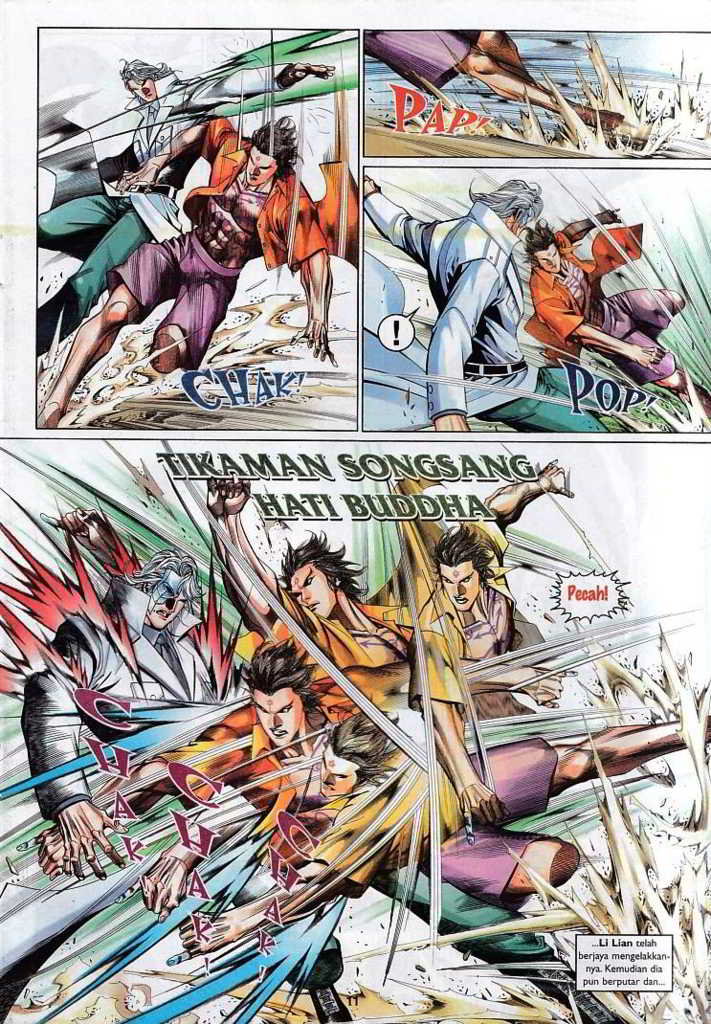 CHAK!
PAP!
!
POP!
TIKAMAN SONGSANG
HATI BUDDHA
Pecah!
CHAK
CHAK!
CHAK!
...Li Lian telah
berjaya mengelakkan-
nya. Kemudian dia
pun berputar dan...
11